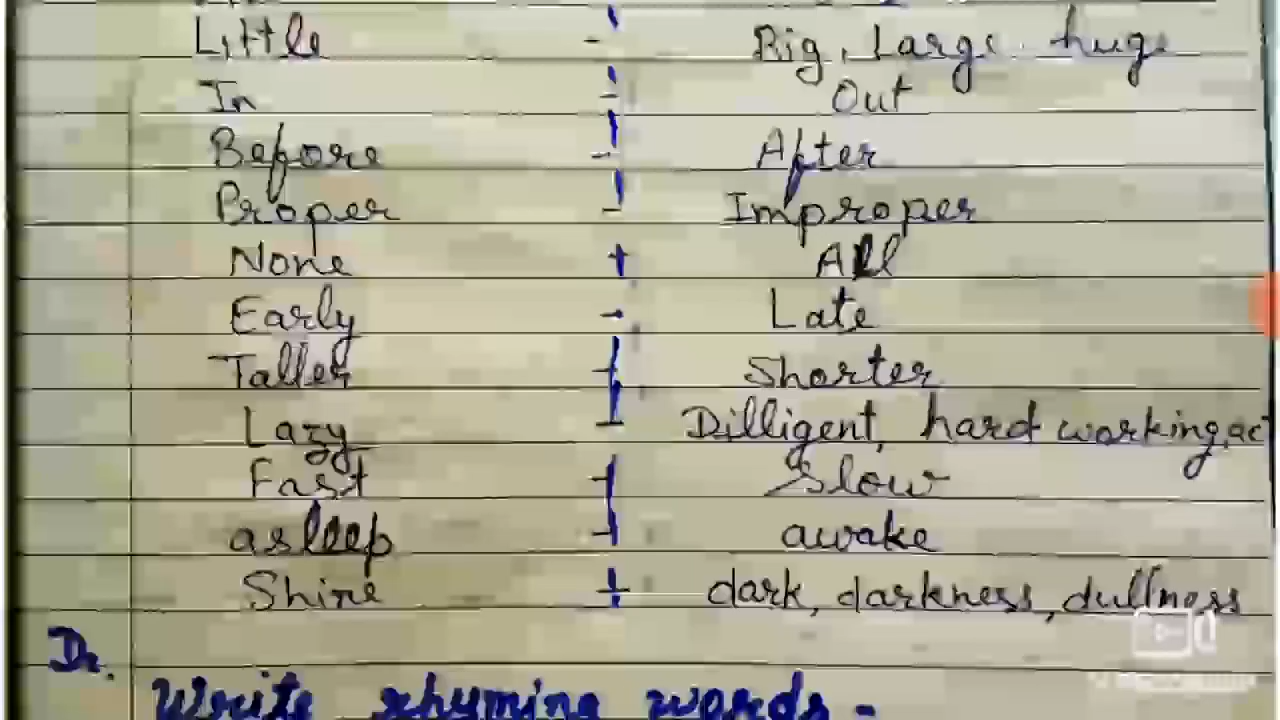 Little - Big, Large, huge
In - Out
Before - After
Proper - Improper
None - All
Early - Late
Taller - Shorter
Lazy - Dilligent, hard working, act
Fast - Slow
asleep - awake
Shine - dark, darkness, dullness
D.
Write rhyming words -